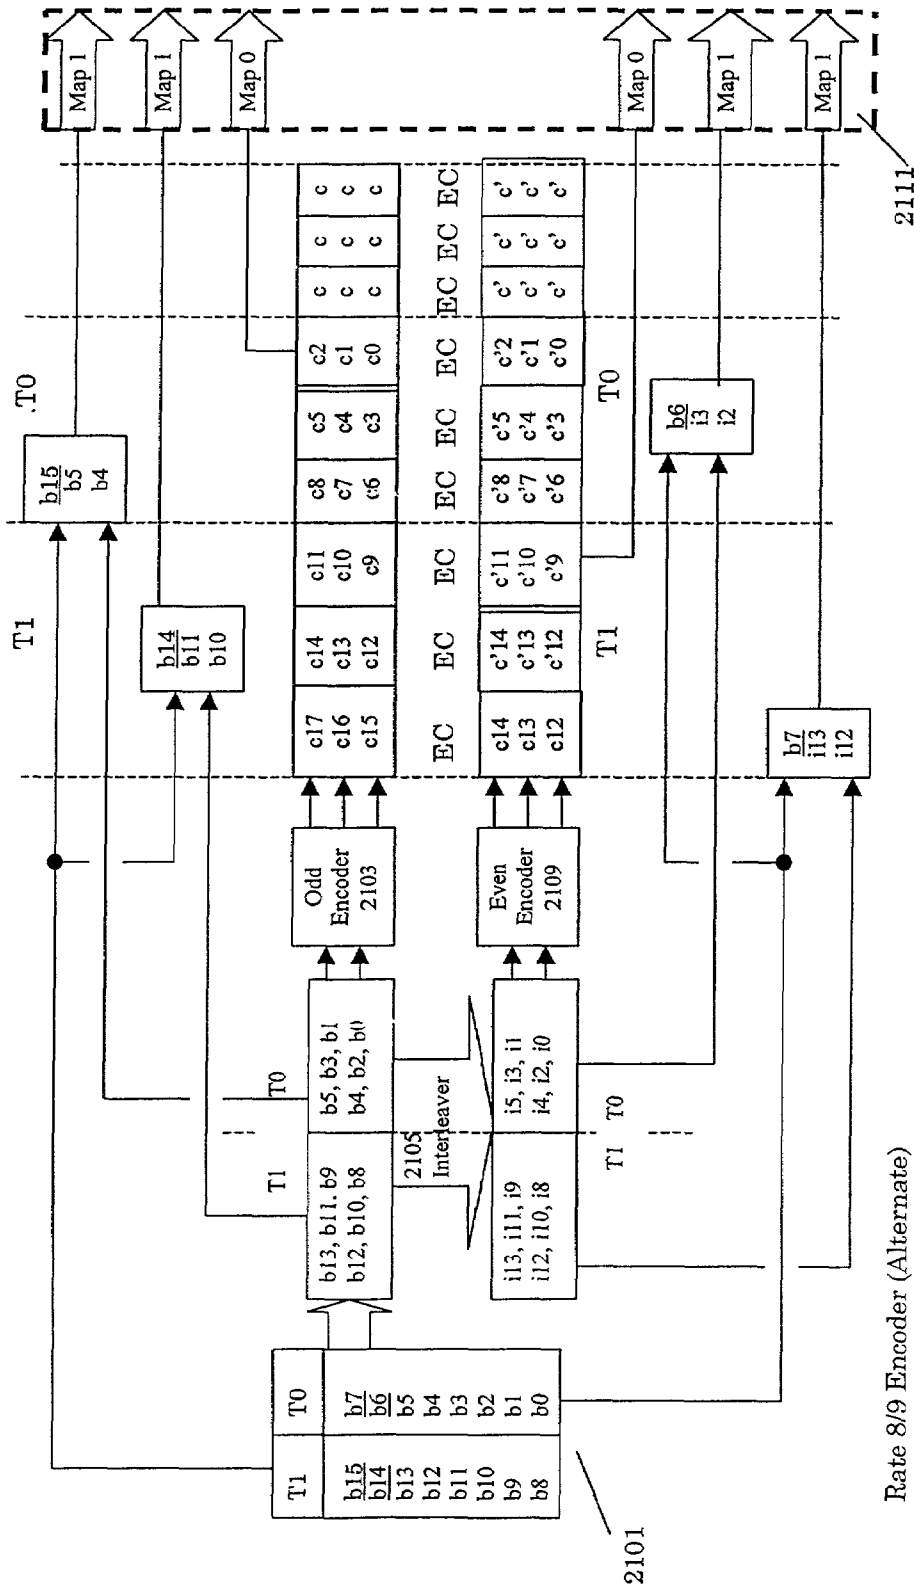 T1
T0
b15
b14
b13
b12
b11
b10
b9
b8
b7
b6
b5
b4
b3
b2
b1
b0
2101
T1
T0
b13, b11. b9
b12, b10, b8
b5, b3, b1
b4, b2, b0
2105
Interleaver
i13, i11, i9
i12, i10, i8
i5, i3, i1
i4, i2, i0
T1
T0
Odd
Encoder
2103
Even
Encoder
2109
T1
.T0
b15
b5
b4
b14
b11
b10
c17
c16
c15
c14
c13
c12
c11
c10
c9
c8
c7
c6
c5
c4
c3
c2
c1
c0
c
c
c
c
c
c
c
c
c
EC
EC
EC
EC
EC
EC
EC
EC
EC
c14
c13
c12
c'14
c'13
c'12
c'11
c'10
c'9
c'8
c'7
c'6
c'5
c'4
c'3
c'2
c'1
c'0
c'
c'
c'
c'
c'
c'
c'
c'
c'
T1
T0
b6
i3
i2
b7
i13
i12
Map 1
Map 1
Map 0
Map 0
Map 1
Map 1
2111
Rate 8/9 Encoder (Alternate)